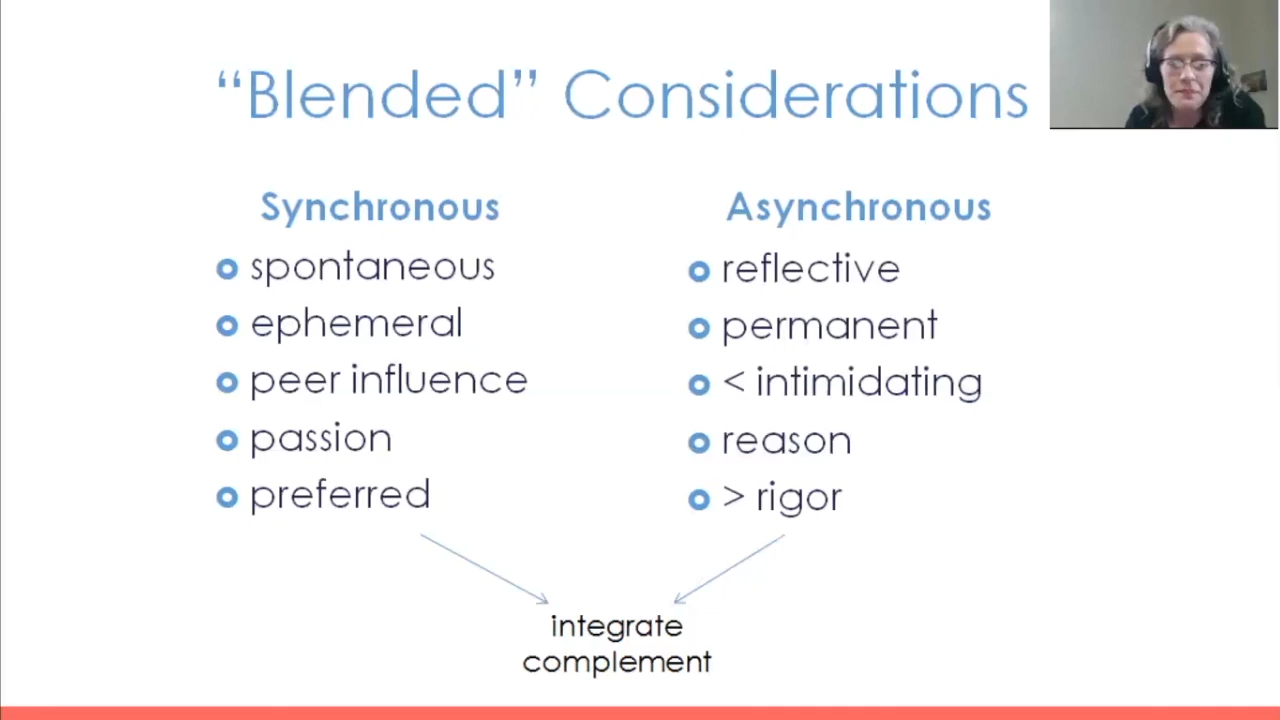 “Blended” Considerations
Synchronous
spontaneous
ephemeral
peer influence
passion
preferred
Asynchronous
reflective
permanent
< intimidating
reason
> rigor
integrate
complement